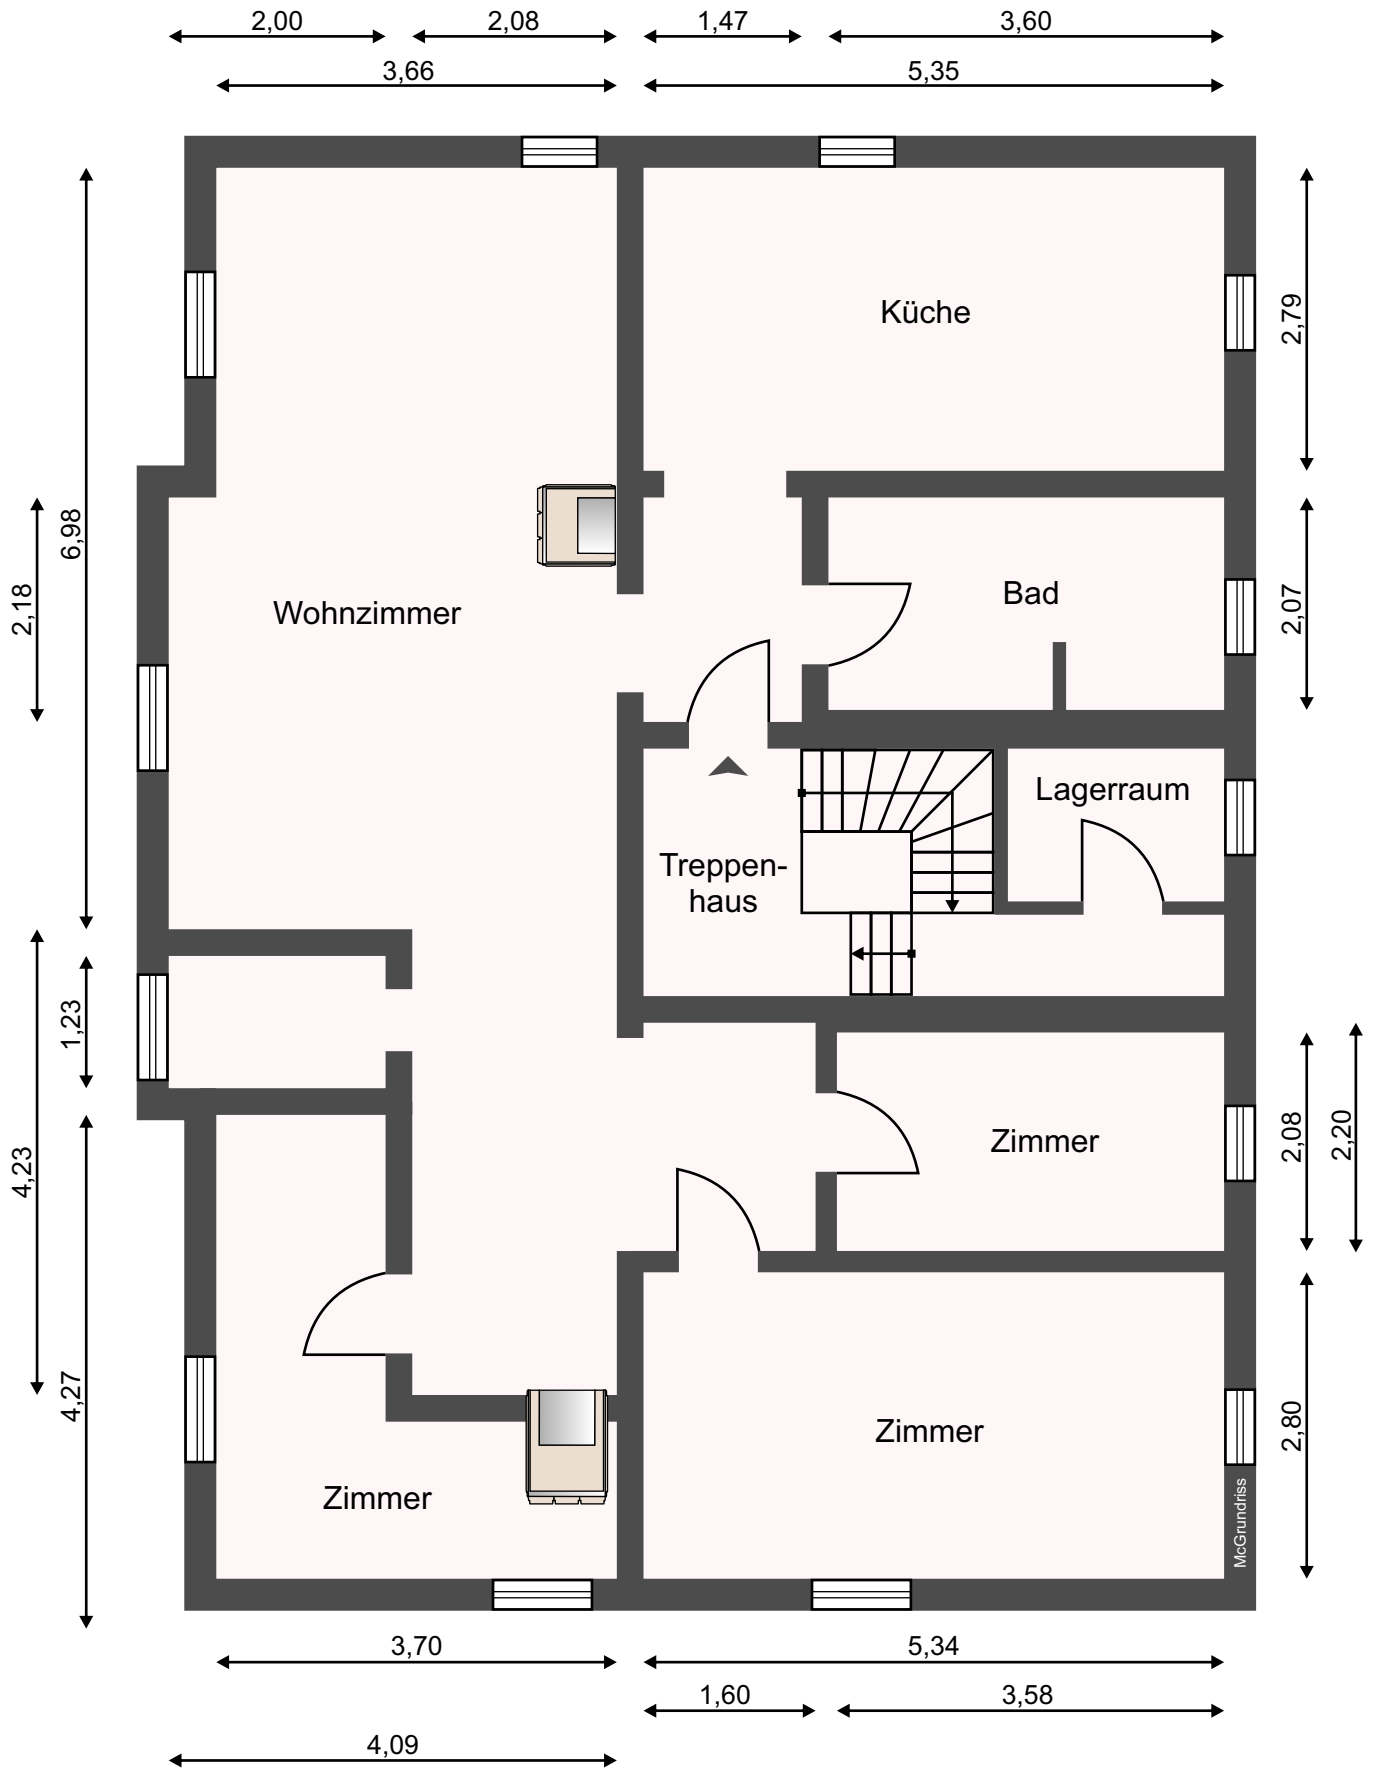 2,00
2,08
1,47
3,60
3,66
5,35
Küche
2,79
6,98
2,18
Wohnzimmer
Bad
2,07
Lagerraum
Treppen-
haus
1,23
4,23
Zimmer
2,08
2,20
4,27
Zimmer
2,80
Zimmer
McGrundriss
3,70
5,34
1,60
3,58
4,09